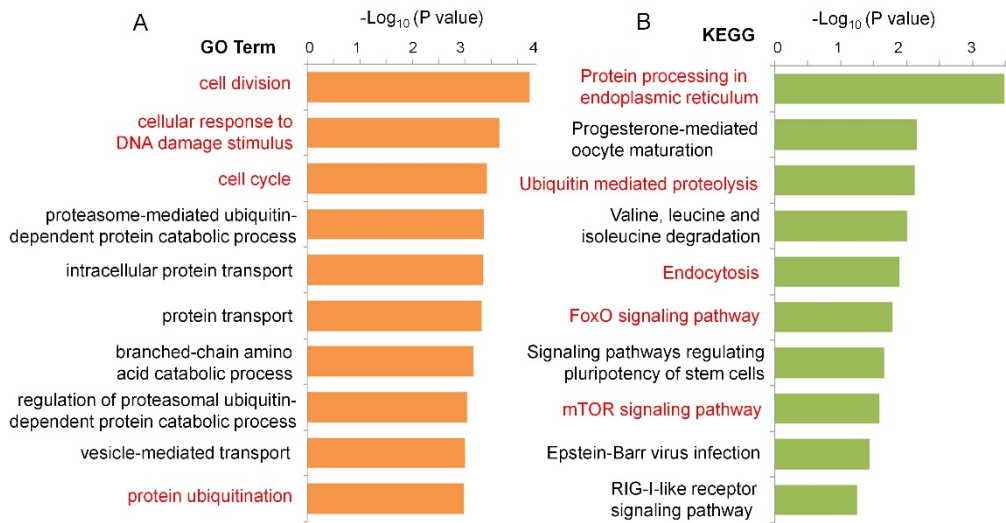 A
-Log10 (P value)
GO Term
0 1 2 3 4
cell division
cellular response to
DNA damage stimulus
cell cycle
proteasome-mediated ubiquitin-
dependent protein catabolic process
intracellular protein transport
protein transport
branched-chain amino
acid catabolic process
regulation of proteasomal ubiquitin-
dependent protein catabolic process
vesicle-mediated transport
protein ubiquitination
B
-Log10 (P value)
KEGG
0 1 2 3
Protein processing in
endoplasmic reticulum
Progesterone-mediated
oocyte maturation
Ubiquitin mediated proteolysis
Valine, leucine and
isoleucine degradation
Endocytosis
FoxO signaling pathway
Signaling pathways regulating
pluripotency of stem cells
mTOR signaling pathway
Epstein-Barr virus infection
RIG-I-like receptor
signaling pathway